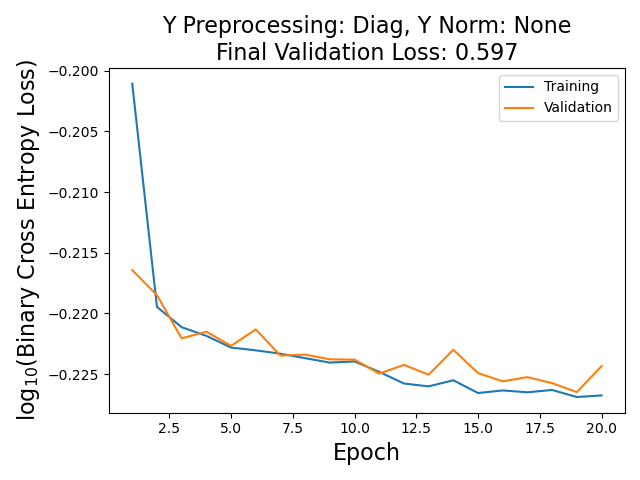 Y Preprocessing: Diag, Y Norm: None
Final Validation Loss: 0.597
Training
Validation
log₁₀(Binary Cross Entropy Loss)
−0.200
−0.205
−0.210
−0.215
−0.220
−0.225
2.5 5.0 7.5 10.0 12.5 15.0 17.5 20.0
Epoch